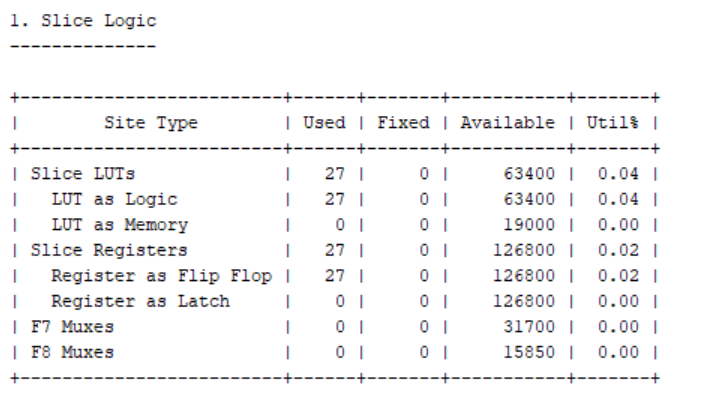 1. Slice Logic
--------------
+-------------------------+------+-------+-----------+-------+
|        Site Type        | Used | Fixed | Available | Util% |
+-------------------------+------+-------+-----------+-------+
| Slice LUTs              |   27 |     0 |     63400 |  0.04 |
|   LUT as Logic          |   27 |     0 |     63400 |  0.04 |
|   LUT as Memory         |    0 |     0 |     19000 |  0.00 |
| Slice Registers         |   27 |     0 |    126800 |  0.02 |
|   Register as Flip Flop |   27 |     0 |    126800 |  0.02 |
|   Register as Latch     |    0 |     0 |    126800 |  0.00 |
| F7 Muxes                |    0 |     0 |     31700 |  0.00 |
| F8 Muxes                |    0 |     0 |     15850 |  0.00 |
+-------------------------+------+-------+-----------+-------+